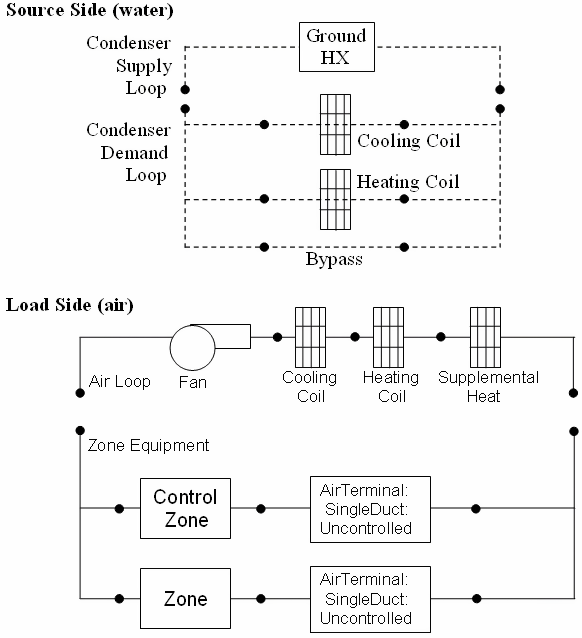 Source Side (water)
Condenser
Supply
Loop
Ground
HX
Condenser
Demand
Loop
Cooling Coil
Heating Coil
Bypass
Load Side (air)
Air Loop
Fan
Cooling
Coil
Heating
Coil
Supplemental
Heat
Zone Equipment
Control
Zone
AirTerminal:
SingleDuct:
Uncontrolled
Zone
AirTerminal:
SingleDuct:
Uncontrolled